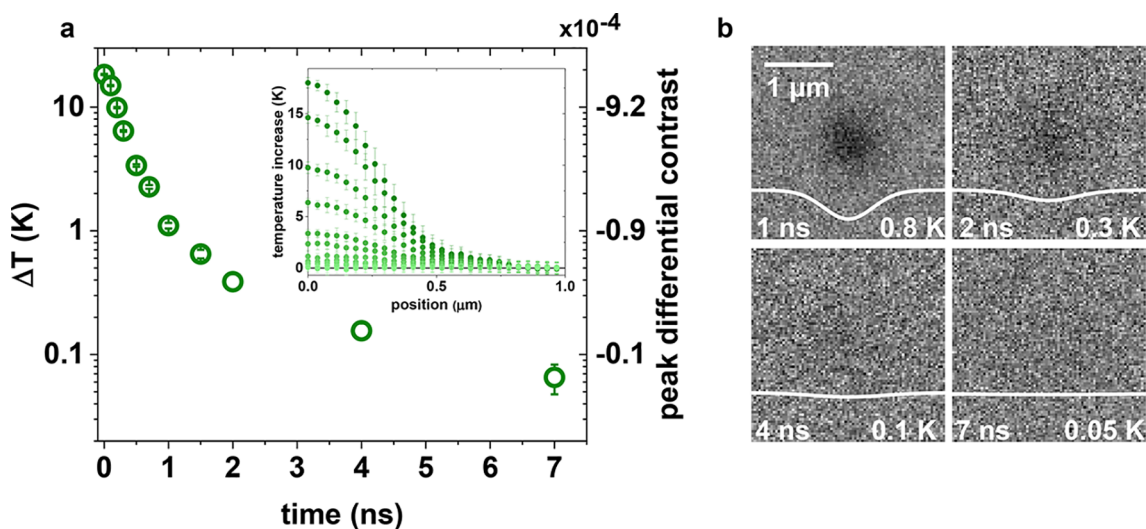 a
x10⁻⁴
b
10
1
0.1
ΔT (K)
0
1
2
3
4
5
6
7
time (ns)
-9.2
-0.9
-0.1
peak differential contrast
15
10
5
0
temperature increase (K)
0.0
0.5
1.0
position (μm)
1 μm
1 ns
0.8 K
2 ns
0.3 K
4 ns
0.1 K
7 ns
0.05 K